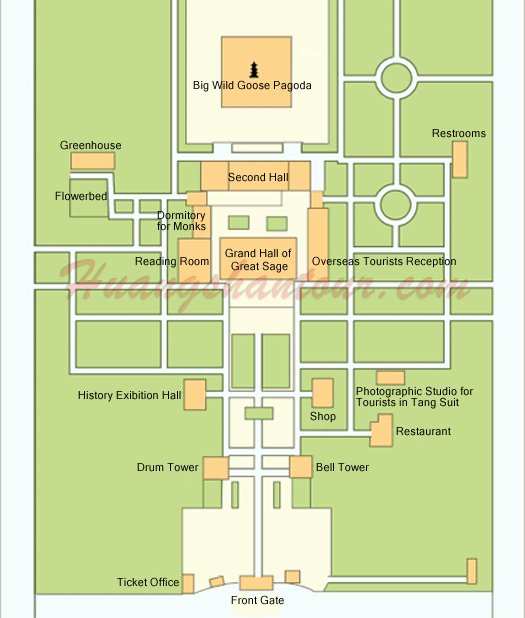 Big Wild Goose Pagoda
Restrooms
Greenhouse
Second Hall
Flowerbed
Dormitory
for Monks
Reading Room
Grand Hall of
Great Sage
Overseas Tourists Reception
Huangshantour.com
History Exibition Hall
Shop
Photographic Studio for
Tourists in Tang Suit
Restaurant
Drum Tower
Bell Tower
Ticket Office
Front Gate